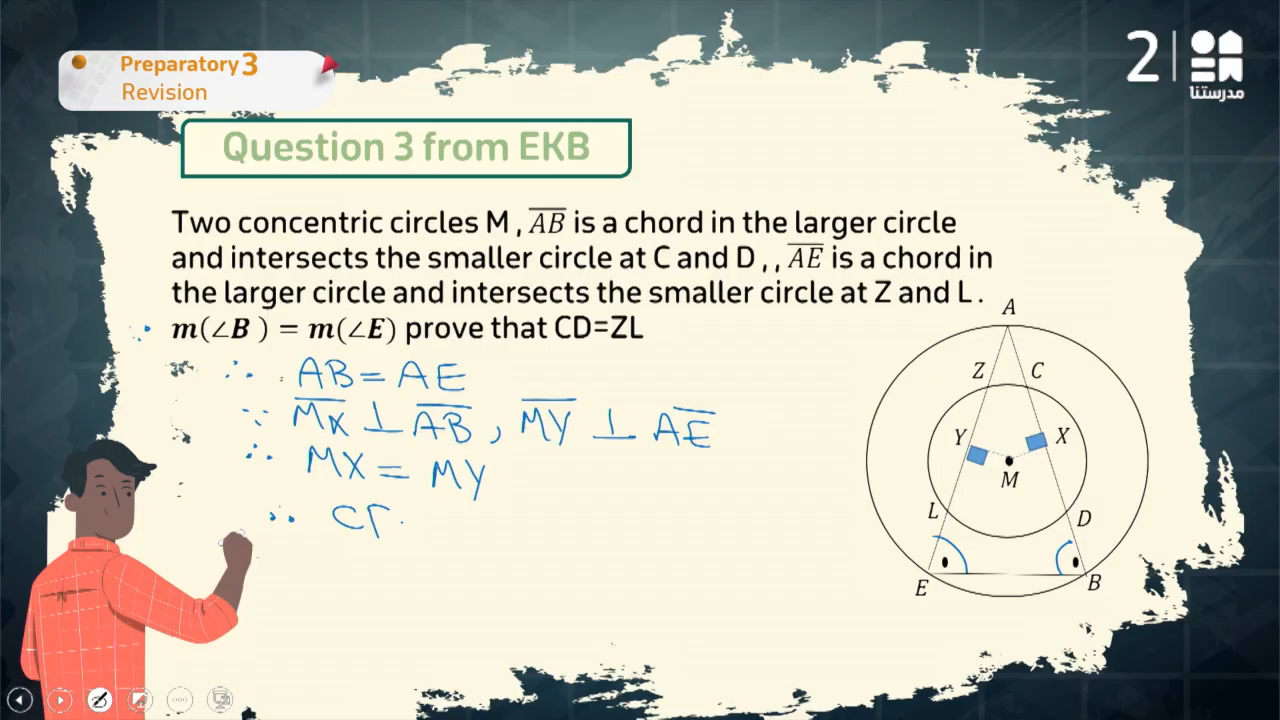 Preparatory 3
Revision
2
مدرستنا
Question 3 from EKB
Two concentric circles M , AB is a chord in the larger circle
and intersects the smaller circle at C and D , , AE is a chord in
the larger circle and intersects the smaller circle at Z and L .
m(∠B ) = m(∠E) prove that CD=ZL
∴ AB = AE
∵ MX ⊥ AB , MY ⊥ AE
∴ MX = MY
A
Z C
Y X
M
L D
E B